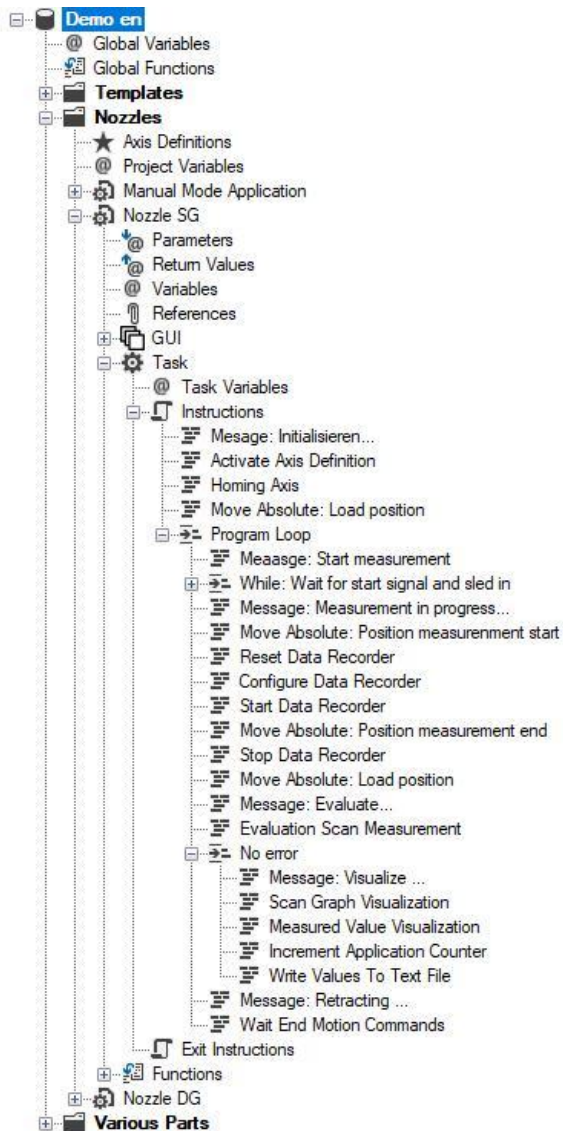 Demo en
Global Variables
Global Functions
Templates
Nozzles
Axis Definitions
Project Variables
Manual Mode Application
Nozzle SG
Parameters
Return Values
Variables
References
GUI
Task
Task Variables
Instructions
Mesage: Initialisieren...
Activate Axis Definition
Homing Axis
Move Absolute: Load position
Program Loop
Meaasge: Start measurement
While: Wait for start signal and sled in
Message: Measurement in progress...
Move Absolute: Position measurenment start
Reset Data Recorder
Configure Data Recorder
Start Data Recorder
Move Absolute: Position measurement end
Stop Data Recorder
Move Absolute: Load position
Message: Evaluate...
Evaluation Scan Measurement
No error
Message: Visualize ...
Scan Graph Visualization
Measured Value Visualization
Increment Application Counter
Write Values To Text File
Message: Retracting ...
Wait End Motion Commands
Exit Instructions
Functions
Nozzle DG
Various Parts